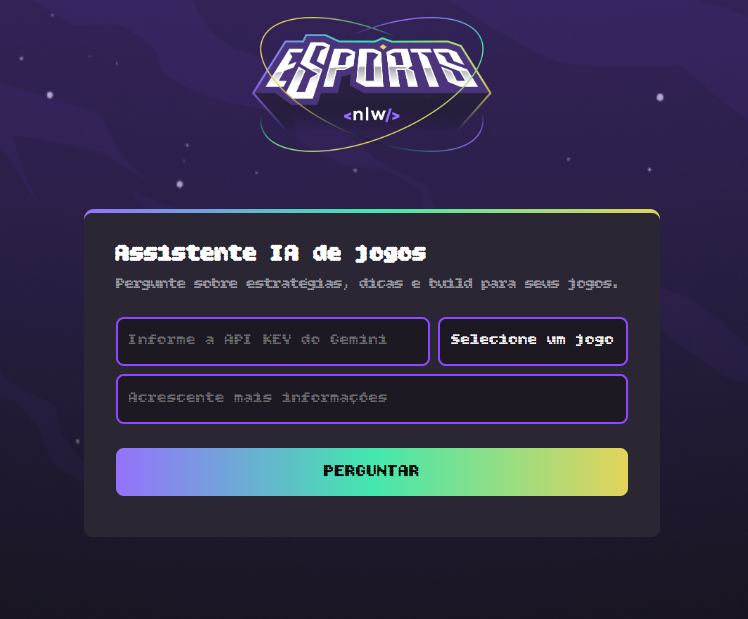 ESPORTS
<nlw/>
Assistente IA de jogos
Pergunte sobre estratégias, dicas e build para seus jogos.
Informe a API KEY do Gemini
Selecione um jogo
Acrescente mais informações
PERGUNTAR